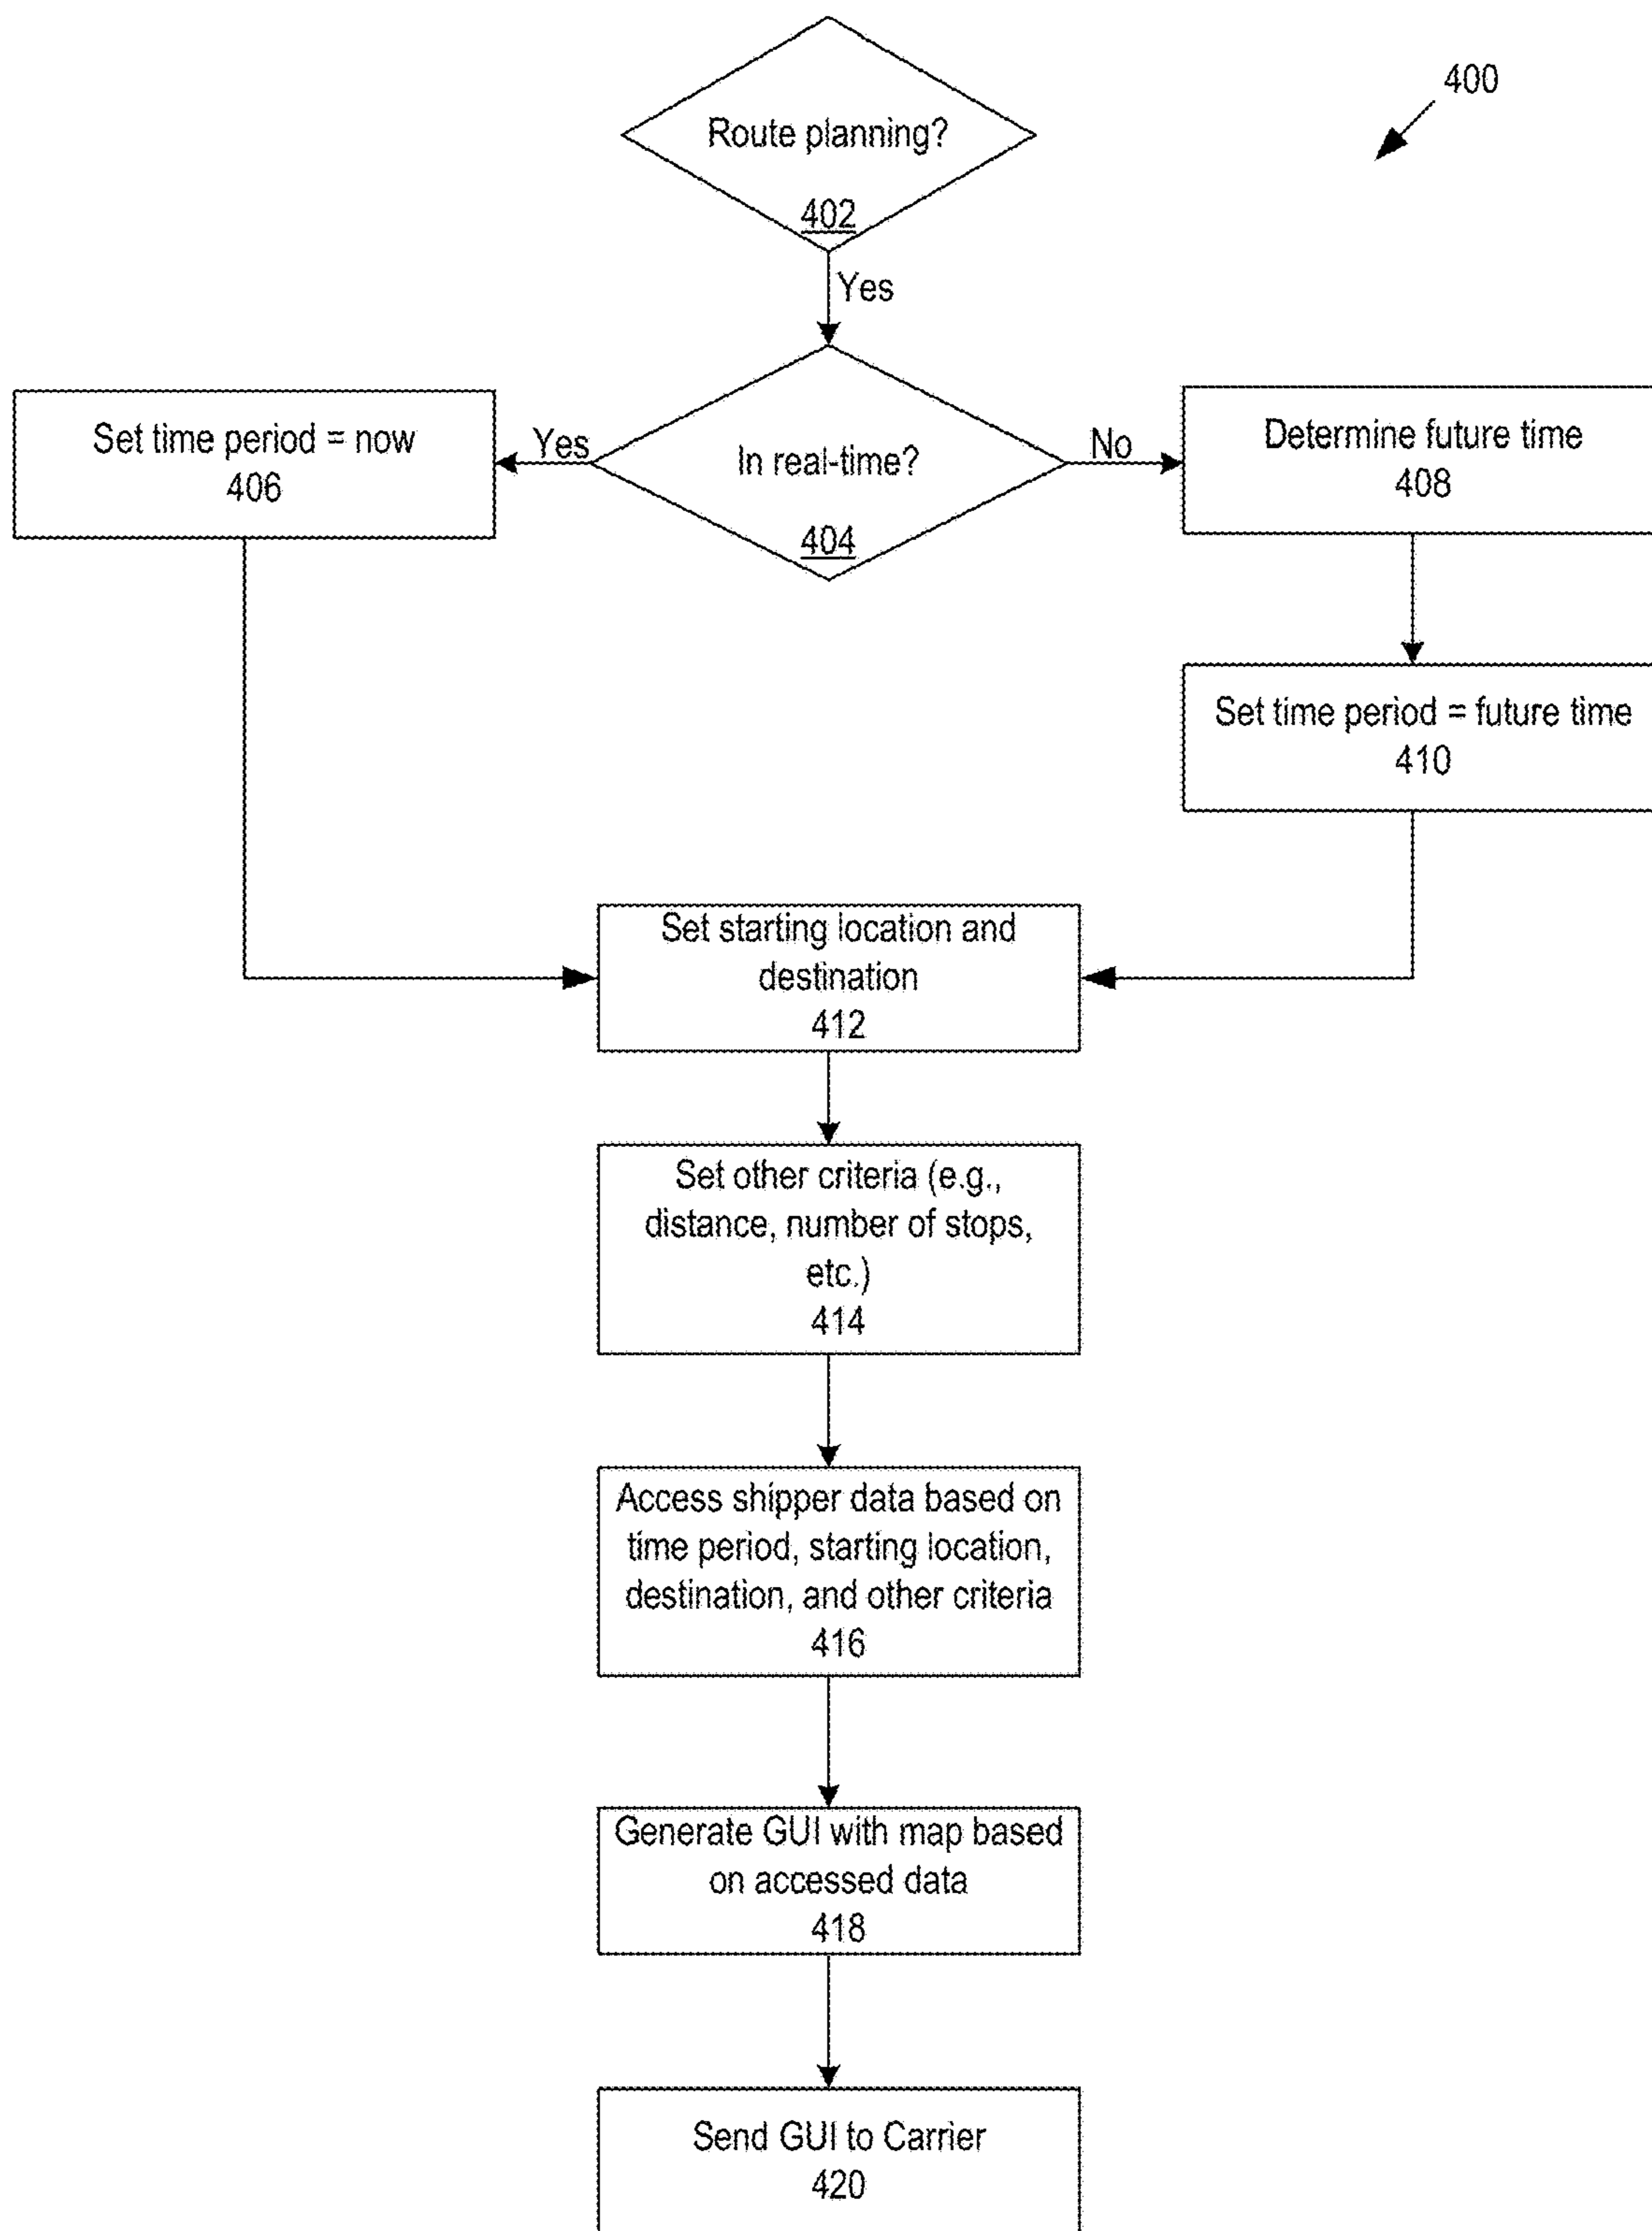 400
Route planning?
402
Yes
Set time period = now
406
Yes
In real-time?
404
No
Determine future time
408
Set time period = future time
410
Set starting location and
destination
412
Set other criteria (e.g.,
distance, number of stops,
etc.)
414
Access shipper data based on
time period, starting location,
destination, and other criteria
416
Generate GUI with map based
on accessed data
418
Send GUI to Carrier
420